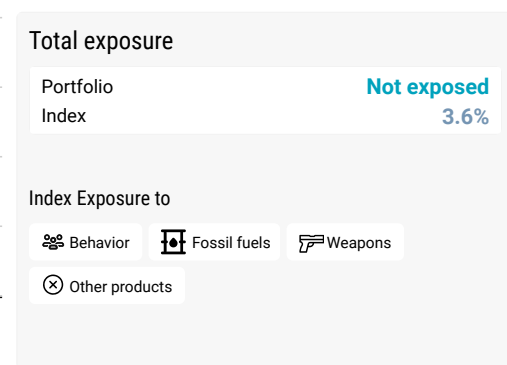 Total exposure
Portfolio Not exposed
Index 3.6%
Index Exposure to
Behavior Fossil fuels Weapons
Other products